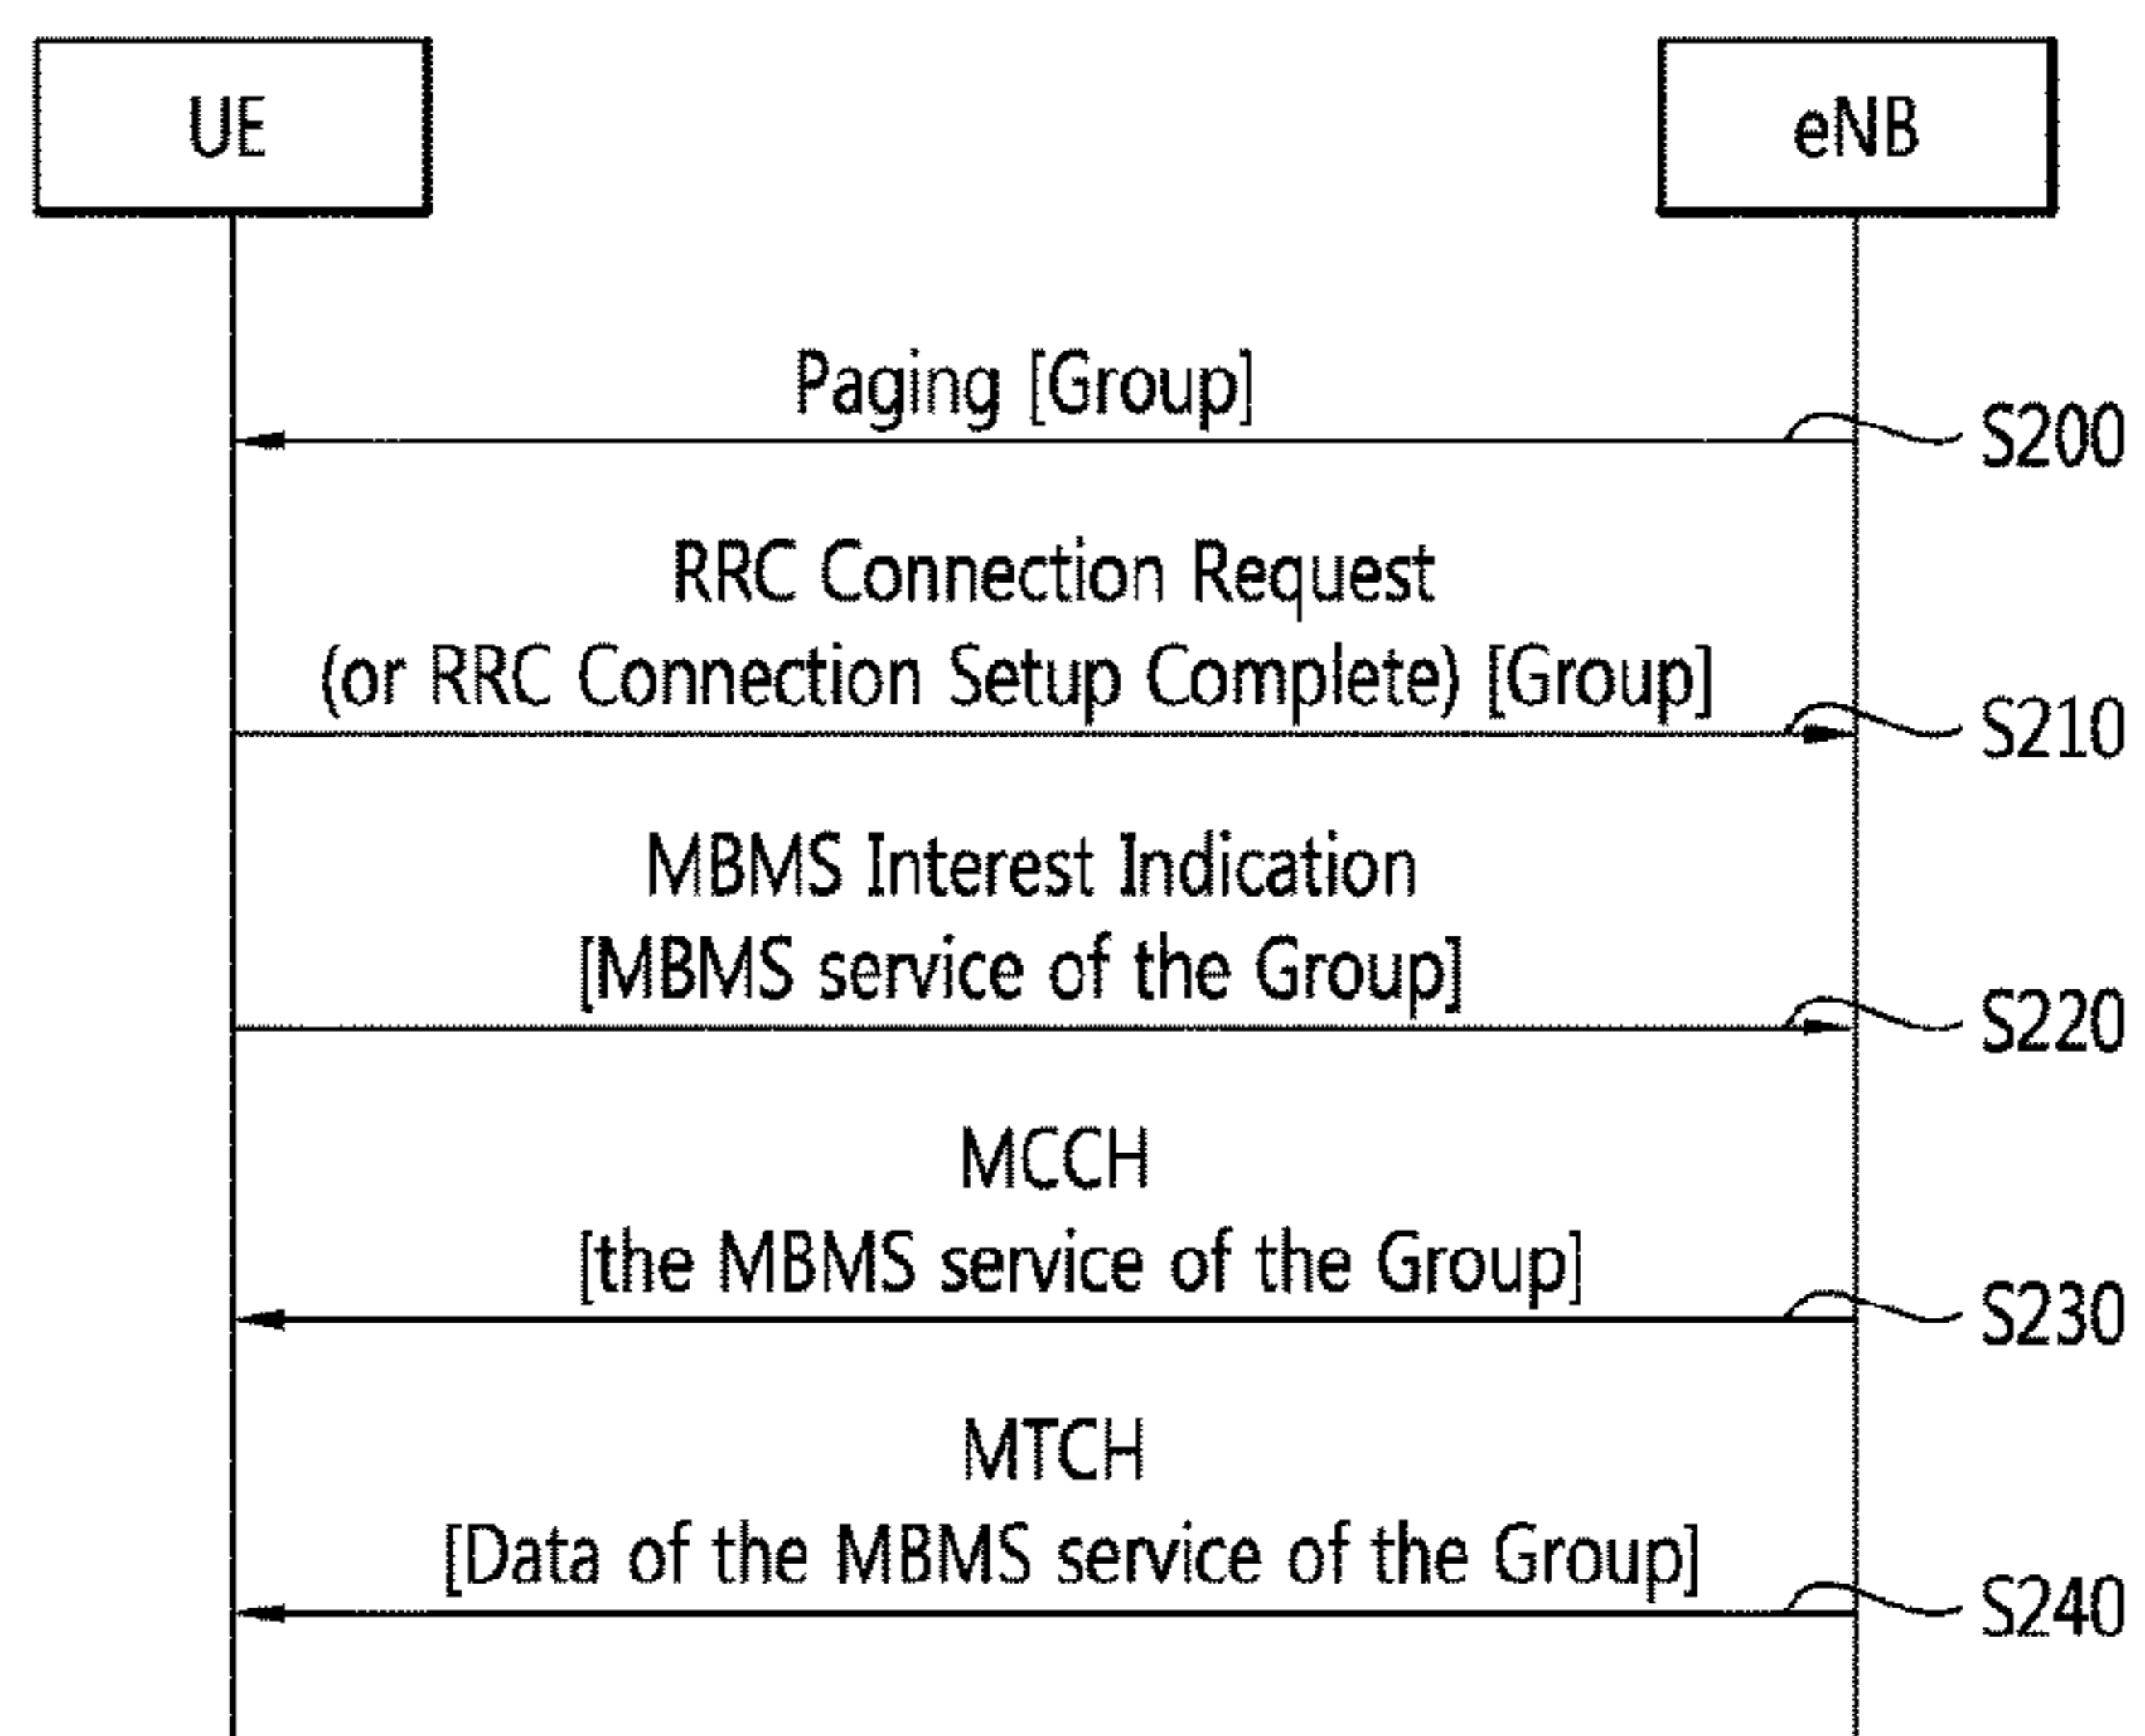 UE
eNB
Paging [Group]
S200
RRC Connection Request
(or RRC Connection Setup Complete) [Group]
S210
MBMS Interest Indication
[MBMS service of the Group]
S220
MCCH
[the MBMS service of the Group]
S230
MTCH
[Data of the MBMS service of the Group]
S240